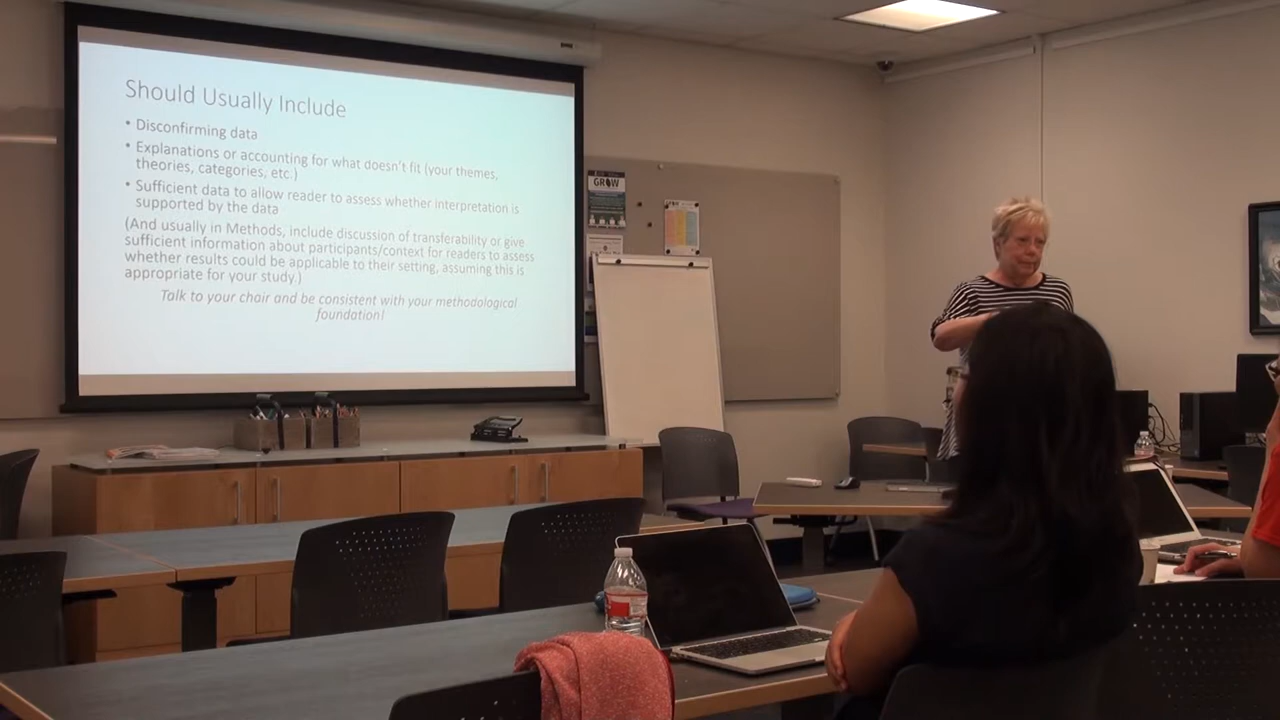 Should Usually Include
• Disconfirming data
• Explanations or accounting for what doesn't fit (your themes,
theories, categories, etc.)
• Sufficient data to allow reader to assess whether interpretation is
supported by the data
(And usually in Methods, include discussion of transferability or give
sufficient information about participants/context for readers to assess
whether results could be applicable to their setting, assuming this is
appropriate for your study.)
Talk to your chair and be consistent with your methodological
foundation!
GROW